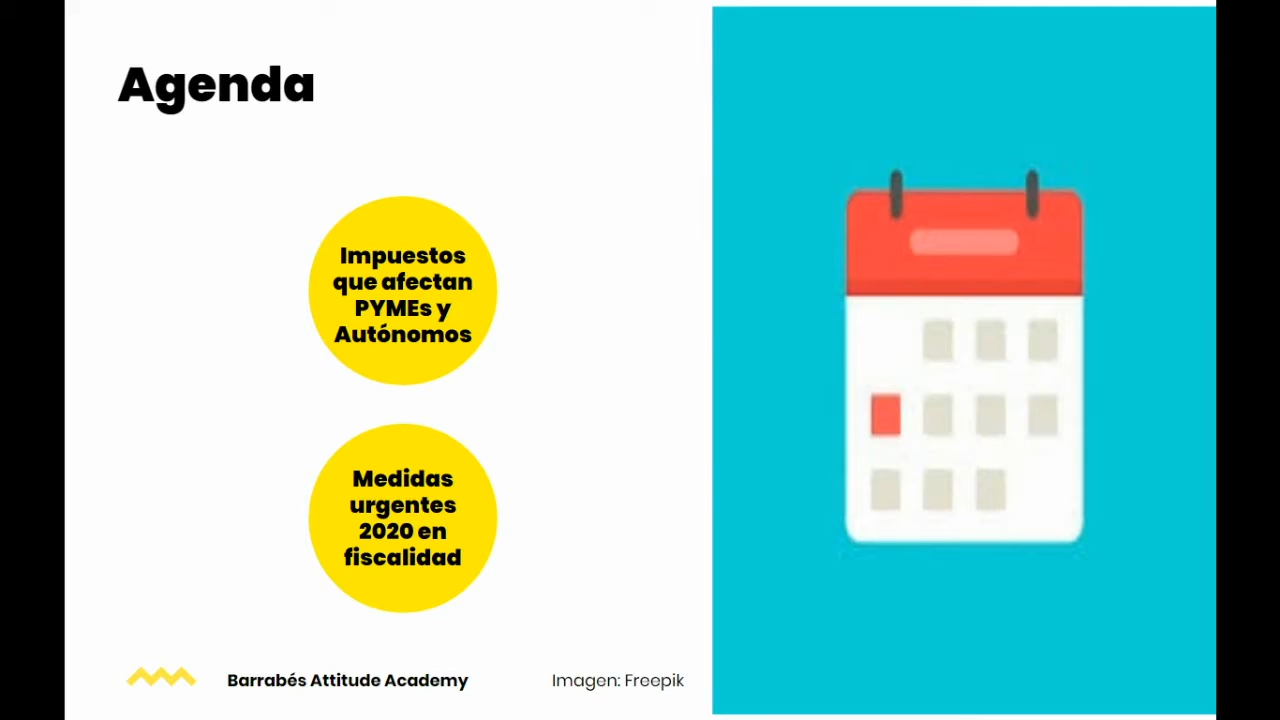 Agenda
Impuestos
que afectan
PYMEs y
Autónomos
Medidas
urgentes
2020 en
fiscalidad
Barrabés Attitude Academy
Imagen: Freepik